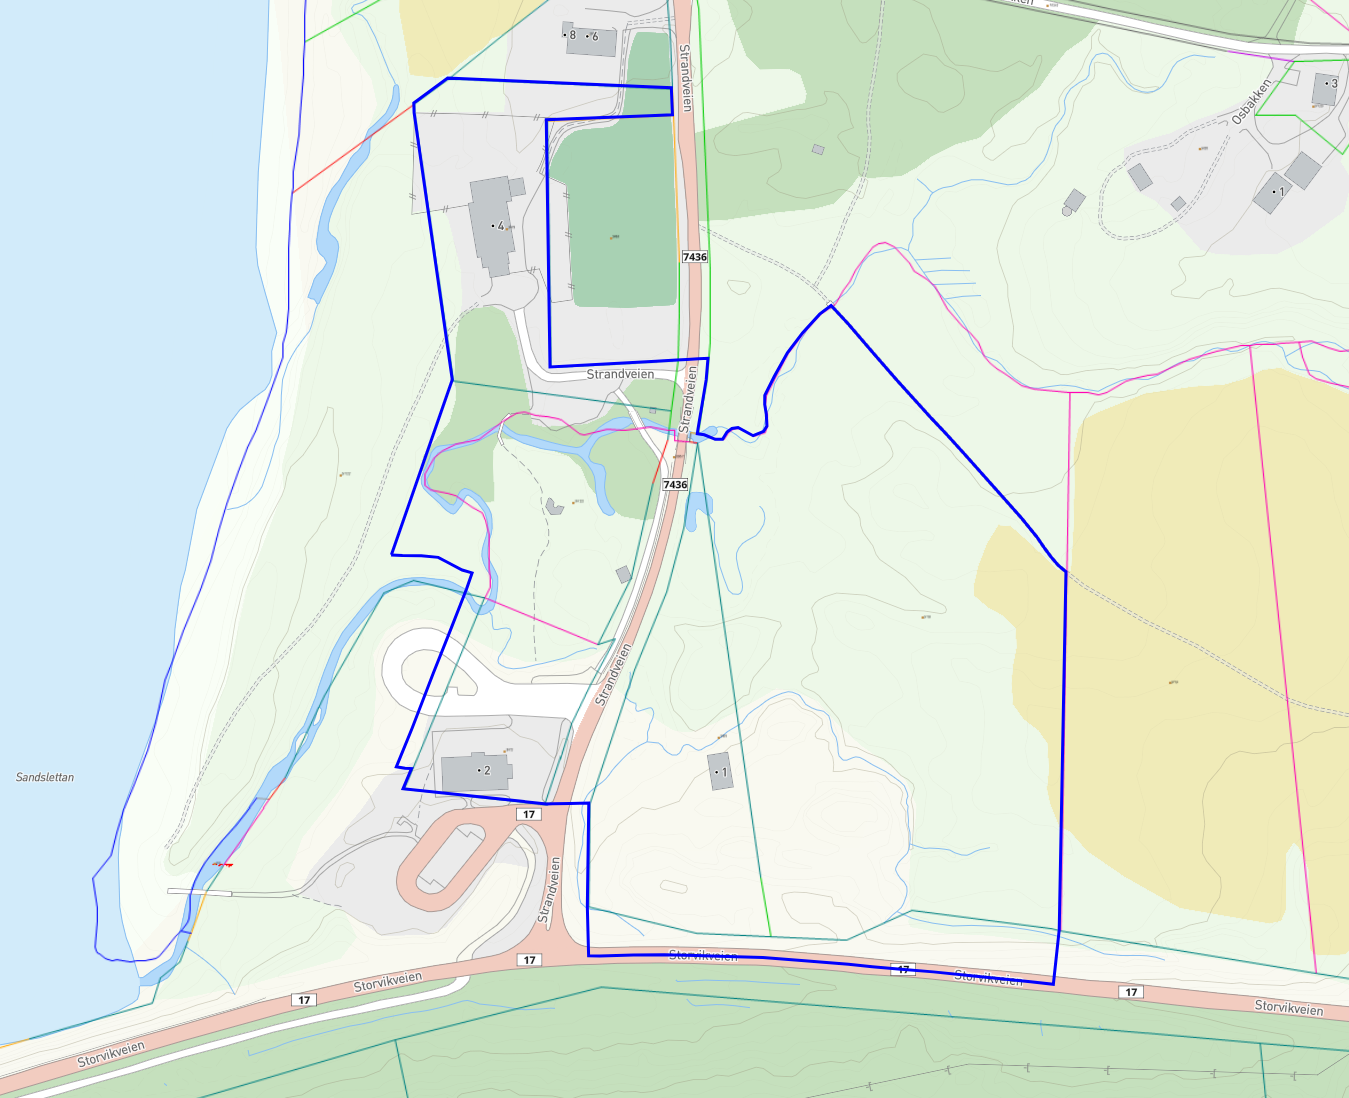 8
6
Strandveien
3
Osbakken
4
1
7436
Strandveien
Strandveien
7436
Strandveien
Sandslettan
2
1
17
Strandveien
17
Storvikveien
17
Storvikveien
17
Storvikveien
17
Storvikveien
Storvikveien